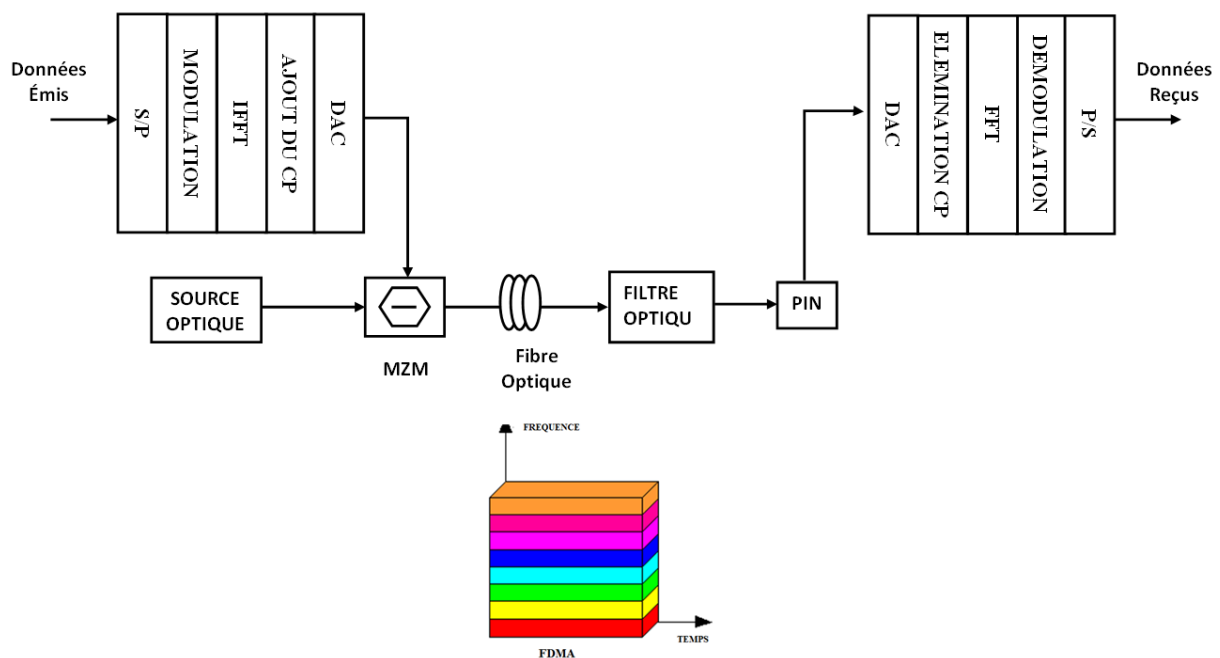 Données
Émis
S/P
MODULATION
IFFT
AJOUT DU CP
DAC
DAC
ELEMINATION CP
FFT
DEMODULATION
P/S
Données
Reçus
SOURCE
OPTIQUE
MZM
Fibre
Optique
FILTRE
OPTIQU
PIN
FREQUENCE
TEMPS
FDMA